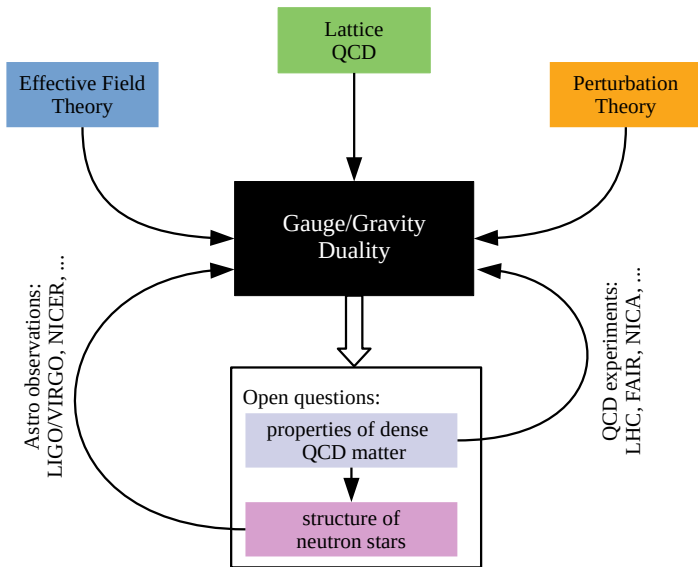 Lattice
QCD
Effective Field
Theory
Perturbation
Theory
Gauge/Gravity
Duality
Astro observations:
LIGO/VIRGO, NICER, ...
QCD experiments:
LHC, FAIR, NICA, ...
Open questions:
properties of dense
QCD matter
structure of
neutron stars